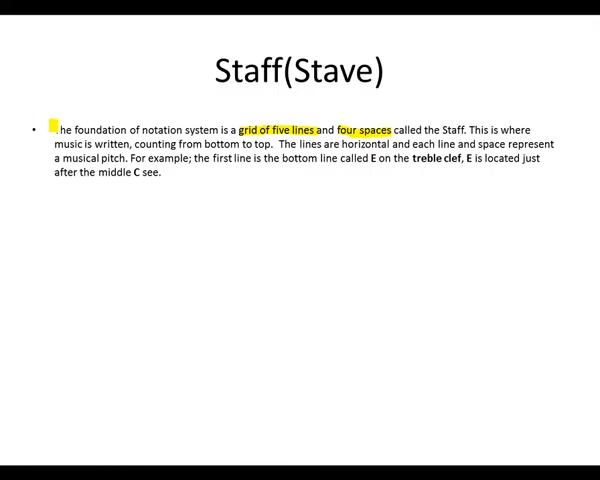 Staff(Stave)
• The foundation of notation system is a grid of five lines and four spaces called the Staff. This is where
music is written, counting from bottom to top. The lines are horizontal and each line and space represent
a musical pitch. For example; the first line is the bottom line called E on the treble clef, E is located just
after the middle C see.